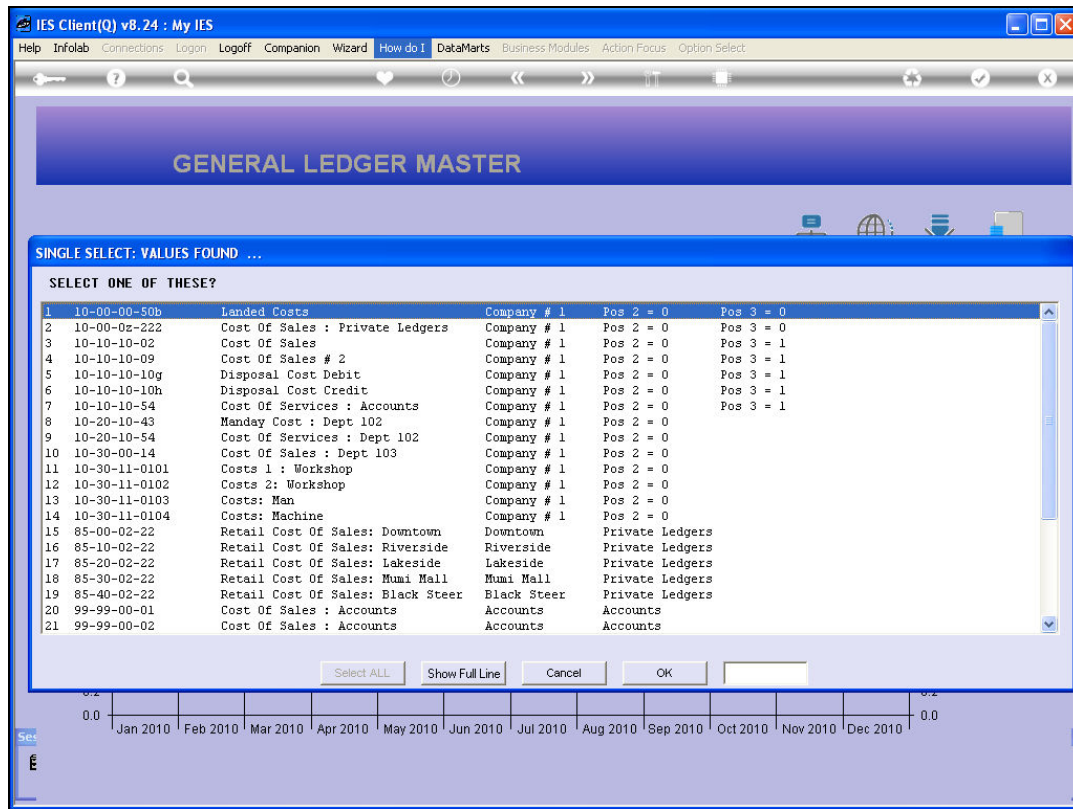 IES Client(Q) v8.24 : My IES
Help Infolab Connections Logon Logoff Companion Wizard How do I DataMarts Business Modules Action Focus Option Select
GENERAL LEDGER MASTER
SINGLE SELECT: VALUES FOUND ...
SELECT ONE OF THESE?
1 10-00-00-50b Landed Costs Company # 1 Pos 2 = 0 Pos 3 = 0
2 10-00-0z-222 Cost Of Sales : Private Ledgers Company # 1 Pos 2 = 0 Pos 3 = 0
3 10-10-10-02 Cost Of Sales Company # 1 Pos 2 = 0 Pos 3 = 1
4 10-10-10-09 Cost Of Sales # 2 Company # 1 Pos 2 = 0 Pos 3 = 1
5 10-10-10-10g Disposal Cost Debit Company # 1 Pos 2 = 0 Pos 3 = 1
6 10-10-10-10h Disposal Cost Credit Company # 1 Pos 2 = 0 Pos 3 = 1
7 10-10-10-54 Cost Of Services : Accounts Company # 1 Pos 2 = 0 Pos 3 = 1
8 10-20-10-43 Manday Cost : Dept 102 Company # 1 Pos 2 = 0
9 10-20-10-54 Cost Of Services : Dept 102 Company # 1 Pos 2 = 0
10 10-30-00-14 Cost Of Sales : Dept 103 Company # 1 Pos 2 = 0
11 10-30-11-0101 Costs 1 : Workshop Company # 1 Pos 2 = 0
12 10-30-11-0102 Costs 2: Workshop Company # 1 Pos 2 = 0
13 10-30-11-0103 Costs: Man Company # 1 Pos 2 = 0
14 10-30-11-0104 Costs: Machine Company # 1 Pos 2 = 0
15 85-00-02-22 Retail Cost Of Sales: Downtown Downtown Private Ledgers
16 85-10-02-22 Retail Cost Of Sales: Riverside Riverside Private Ledgers
17 85-20-02-22 Retail Cost Of Sales: Lakeside Lakeside Private Ledgers
18 85-30-02-22 Retail Cost Of Sales: Mumi Mall Mumi Mall Private Ledgers
19 85-40-02-22 Retail Cost Of Sales: Black Steer Black Steer Private Ledgers
20 99-99-00-01 Cost Of Sales : Accounts Accounts Accounts
21 99-99-00-02 Cost Of Sales : Accounts Accounts Accounts
Select ALL Show Full Line Cancel OK
0.2 0.2
0.0 0.0
Jan 2010 Feb 2010 Mar 2010 Apr 2010 May 2010 Jun 2010 Jul 2010 Aug 2010 Sep 2010 Oct 2010 Nov 2010 Dec 2010